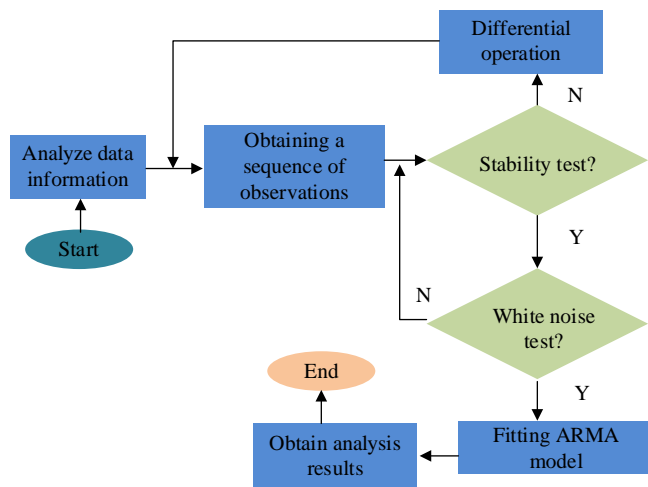 Differential
operation
N
Analyze data
information
Obtaining a
sequence of
observations
Stability test?
Start
Y
N
White noise
test?
End
Y
Obtain analysis
results
Fitting ARMA
model